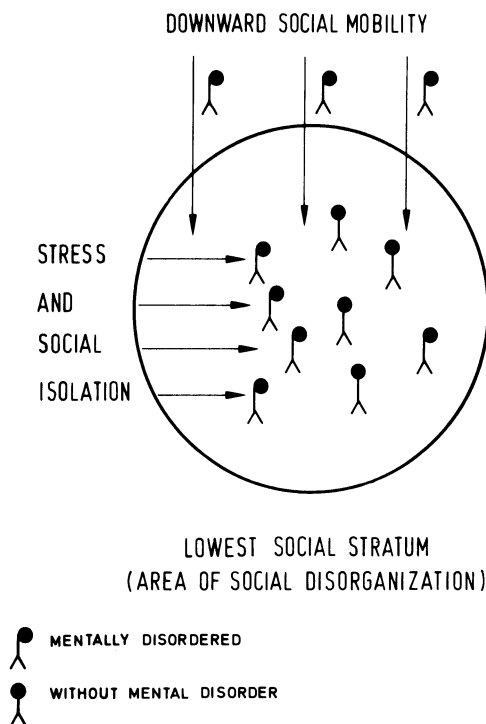 DOWNWARD SOCIAL MOBILITY
STRESS
AND
SOCIAL
ISOLATION
LOWEST SOCIAL STRATUM
(AREA OF SOCIAL DISORGANIZATION)
MENTALLY DISORDERED
WITHOUT MENTAL DISORDER